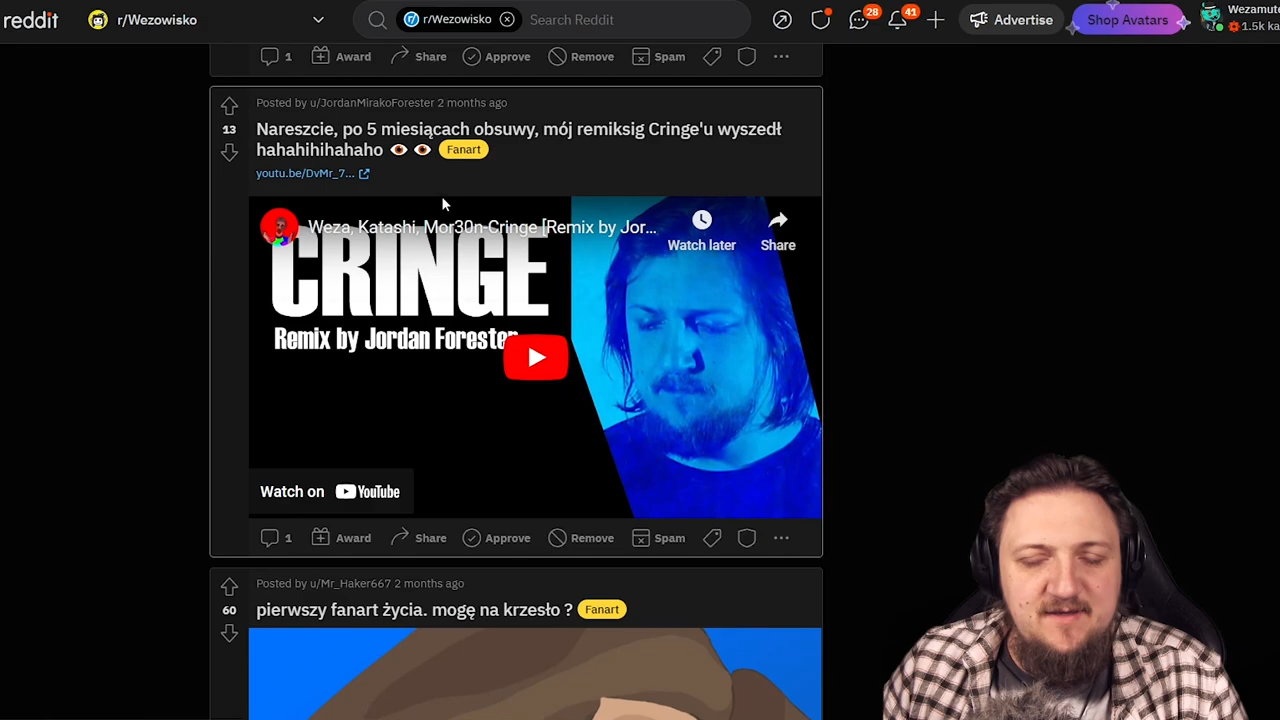 reddit
r/Wezowisko
r/Wezowisko
Search Reddit
28
41
Advertise
Shop Avatars
Wezamute
1.5k ka
1
Award
Share
Approve
Remove
Spam
Posted by u/JordanMirakoForester 2 months ago
13
Nareszcie, po 5 miesiącach obsuwy, mój remiksig Cringe'u wyszedł
hahahihihahaho
Fanart
youtu.be/DvMr_7...
Weza, Katashi, Mor30n-Cringe [Remix by Jor...
Watch later
Share
CRINGE
Remix by Jordan Forester
Watch on YouTube
1
Award
Share
Approve
Remove
Spam
Posted by u/Mr_Haker667 2 months ago
60
pierwszy fanart życia. mogę na krzesło ?
Fanart